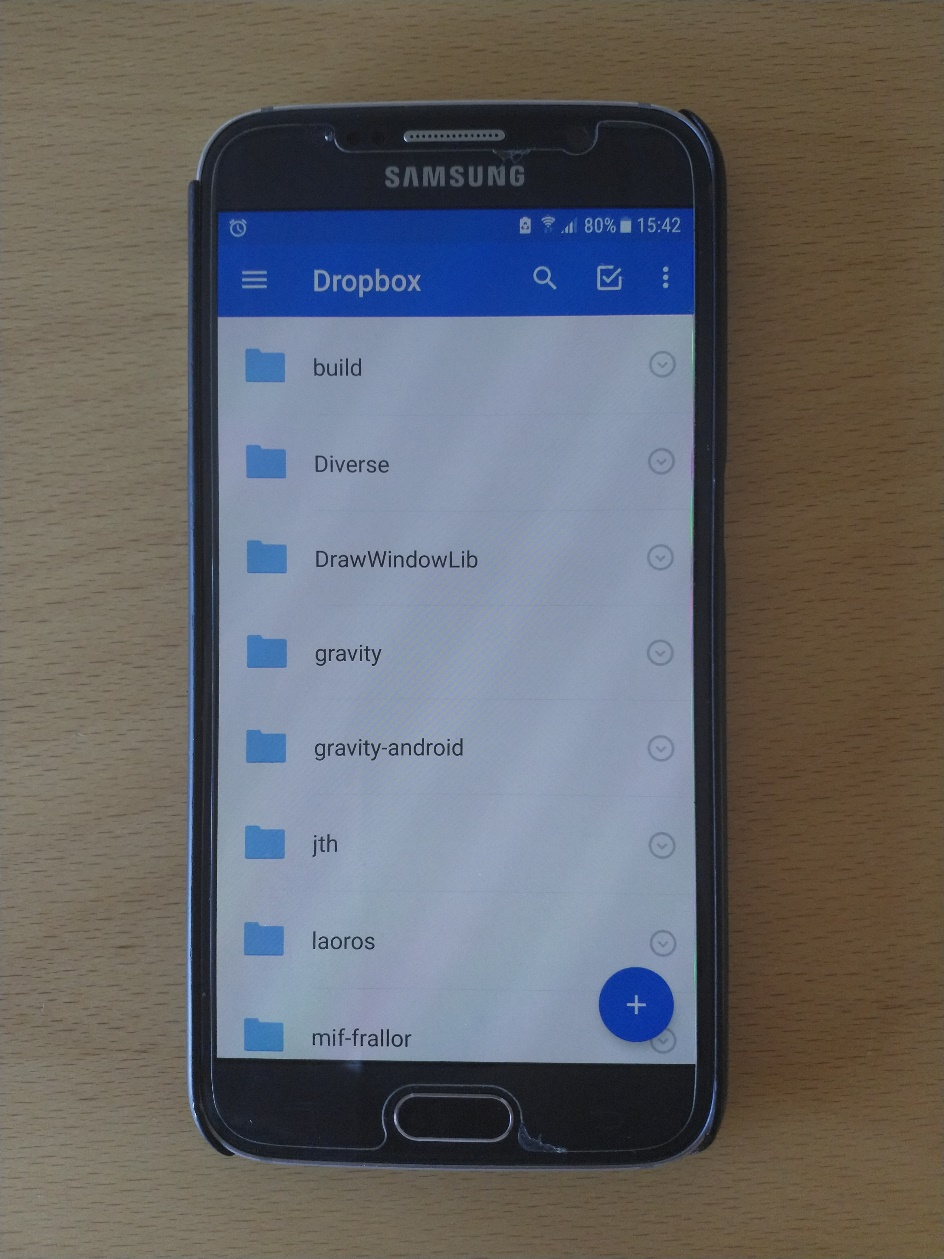 SAMSUNG
80% 15:42
Dropbox
build
Diverse
DrawWindowLib
gravity
gravity-android
jth
laoros
mif-frallor